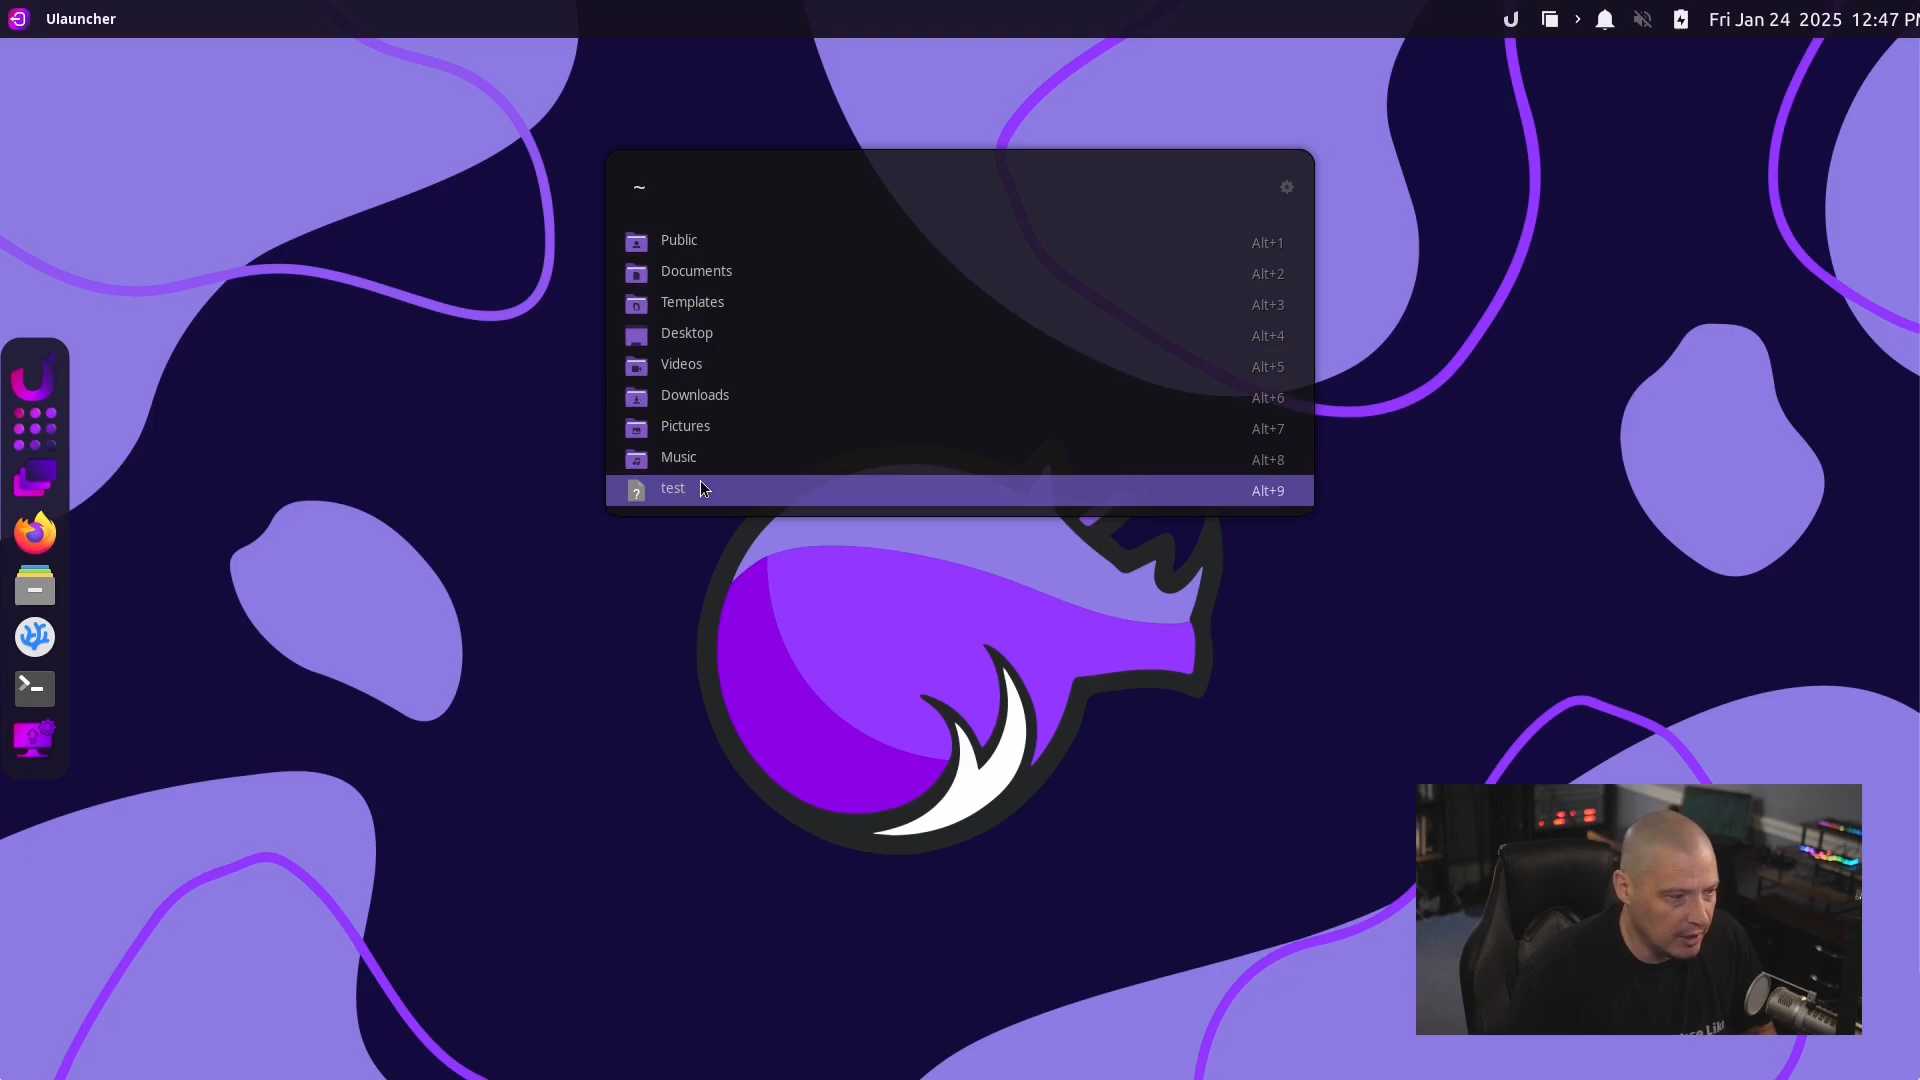 Ulauncher
Fri Jan 24 2025 12:47 PM
~
Public Alt+1
Documents Alt+2
Templates Alt+3
Desktop Alt+4
Videos Alt+5
Downloads Alt+6
Pictures Alt+7
Music Alt+8
test Alt+9